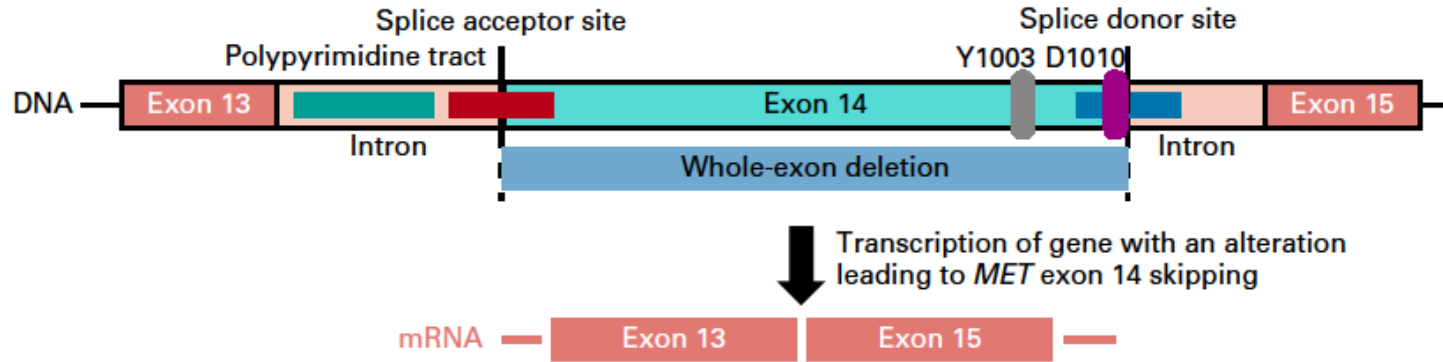 Splice acceptor site
Splice donor site
Polypyrimidine tract
Y1003 D1010
DNA
Exon 13
Exon 14
Exon 15
Intron
Intron
Whole-exon deletion
Transcription of gene with an alteration
leading to MET exon 14 skipping
mRNA
Exon 13
Exon 15